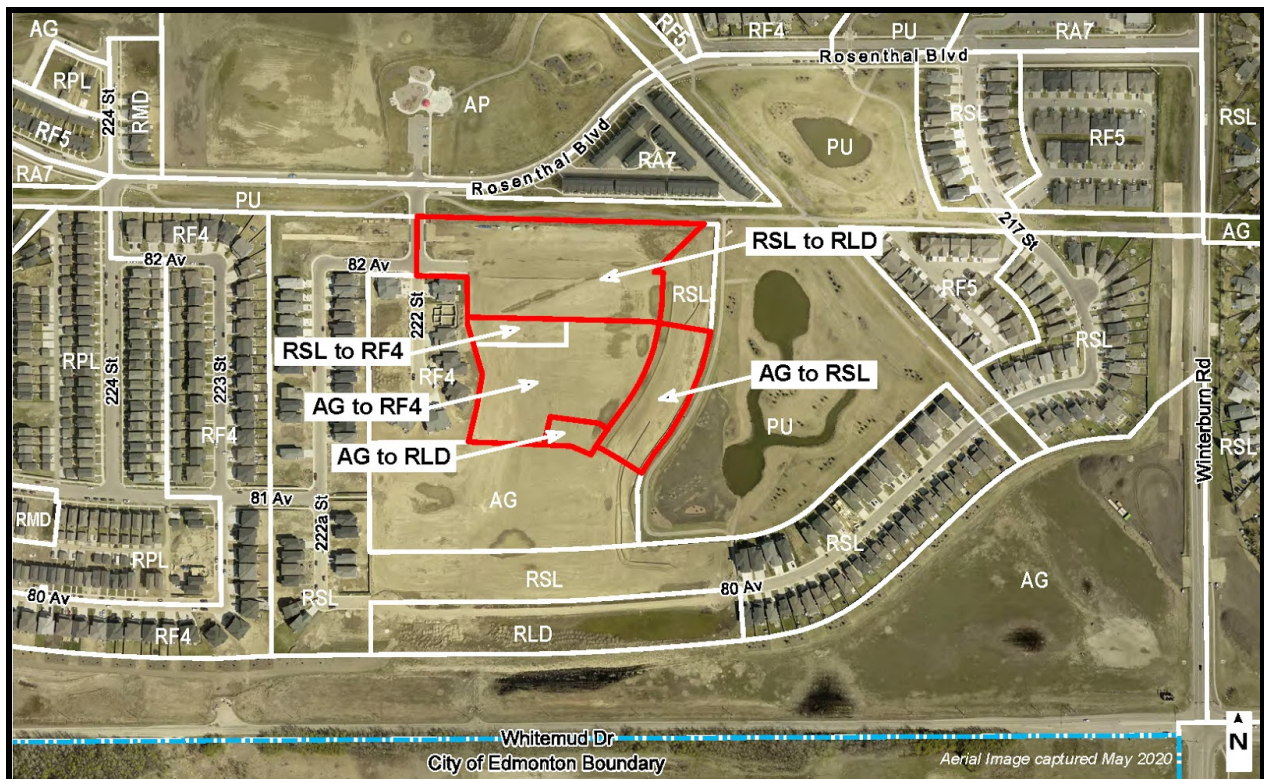 AG
RF5
RF4
PU
RA7
Rosenthal Blvd
RPL
224 St
RMD
AP
RSL
RSL
RF5
RF5
PU
RA7
RA7
Rosenthal Blvd
PU
217 St
AG
RF4
82 Av
82 Av
RSL to RLD
RSL
RF5
222 St
RSL
RSL to RF4
RPL
224 St
223 St
RF4
RF4
AG to RSL
AG to RF4
PU
Winterburn Rd
RSL
AG to RLD
AG
81 Av
222a St
RMD
RPL
RSL
AG
80 Av
RSL
RSL
80 Av
RF4
RLD
Whitemud Dr
City of Edmonton Boundary
Aerial Image captured May 2020
N